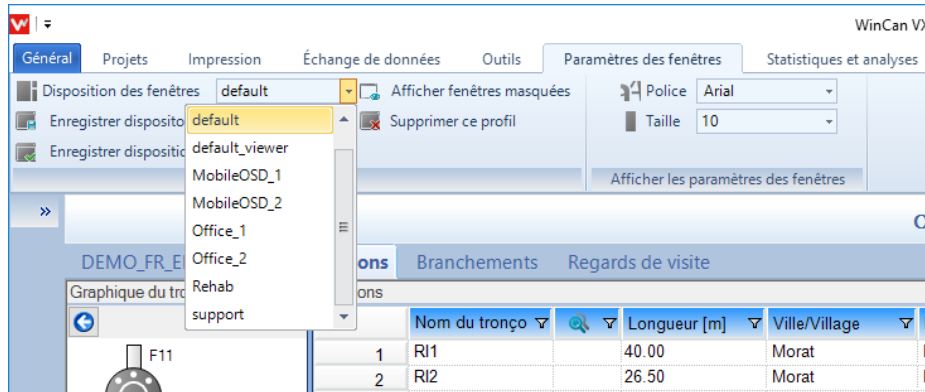 WinCan VX
Général Projets Impression Échange de données Outils Paramètres des fenêtres Statistiques et analyses
Disposition des fenêtres default Afficher fenêtres masquées Police Arial
Enregistrer disposito default Supprimer ce profil Taille 10
Enregistrer dispositic default_viewer
MobileOSD_1
Afficher les paramètres des fenêtres
MobileOSD_2
Office_1
DEMO_FR_E Office_2 ons Branchements Regards de visite
Graphique du tro Rehab ons
support
Nom du tronço Longueur [m] Ville/Village
F11
1 RI1 40.00 Morat
2 RI2 26.50 Morat